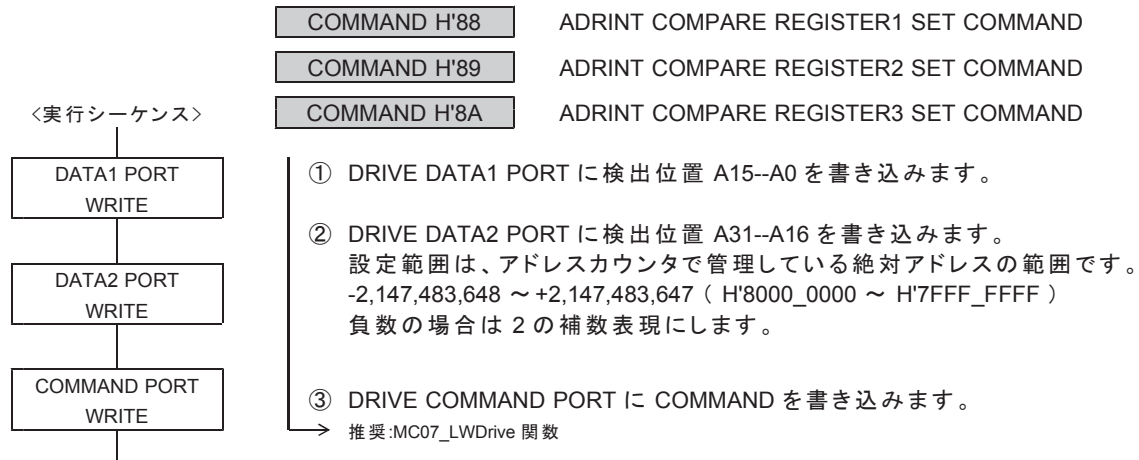 COMMAND H'88 ADRINT COMPARE REGISTER1 SET COMMAND
COMMAND H'89 ADRINT COMPARE REGISTER2 SET COMMAND
COMMAND H'8A ADRINT COMPARE REGISTER3 SET COMMAND
<実行シーケンス>
DATA1 PORT
WRITE
DATA2 PORT
WRITE
COMMAND PORT
WRITE
① DRIVE DATA1 PORT に検出位置 A15--A0 を書き込みます。
② DRIVE DATA2 PORT に検出位置 A31--A16 を書き込みます。
設定範囲は、アドレスカウンタで管理している絶対アドレスの範囲です。
-2,147,483,648 ~ +2,147,483,647 ( H'8000_0000 ~ H'7FFF_FFFF )
負数の場合は 2 の補数表現にします。
③ DRIVE COMMAND PORT に COMMAND を書き込みます。
推奨:MC07_LWDrive 関数